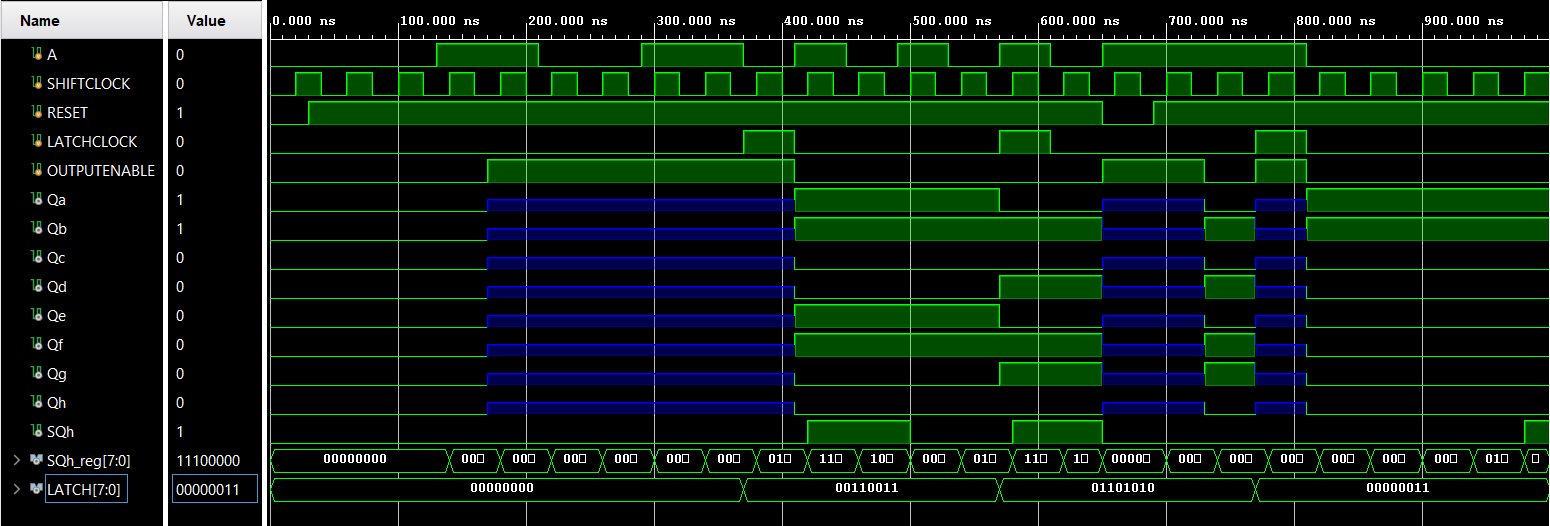 Name Value 0.000 ns 100.000 ns 200.000 ns 300.000 ns 400.000 ns 500.000 ns 600.000 ns 700.000 ns 800.000 ns 900.000 ns
A 0
SHIFTCLOCK 0
RESET 1
LATCHCLOCK 0
OUTPUTENABLE 0
Qa 1
Qb 1
Qc 0
Qd 0
Qe 0
Qf 0
Qg 0
Qh 0
SQh 1
SQh_reg[7:0] 11100000 00000000 00□ 00□ 00□ 00□ 00□ 00□ 01□ 11□ 10□ 00□ 01□ 11□ 1□ 0000□ 00□ 00□ 00□ 00□ 00□ 00□ 01□ □
LATCH[7:0] 00000011 00000000 00110011 01101010 00000011